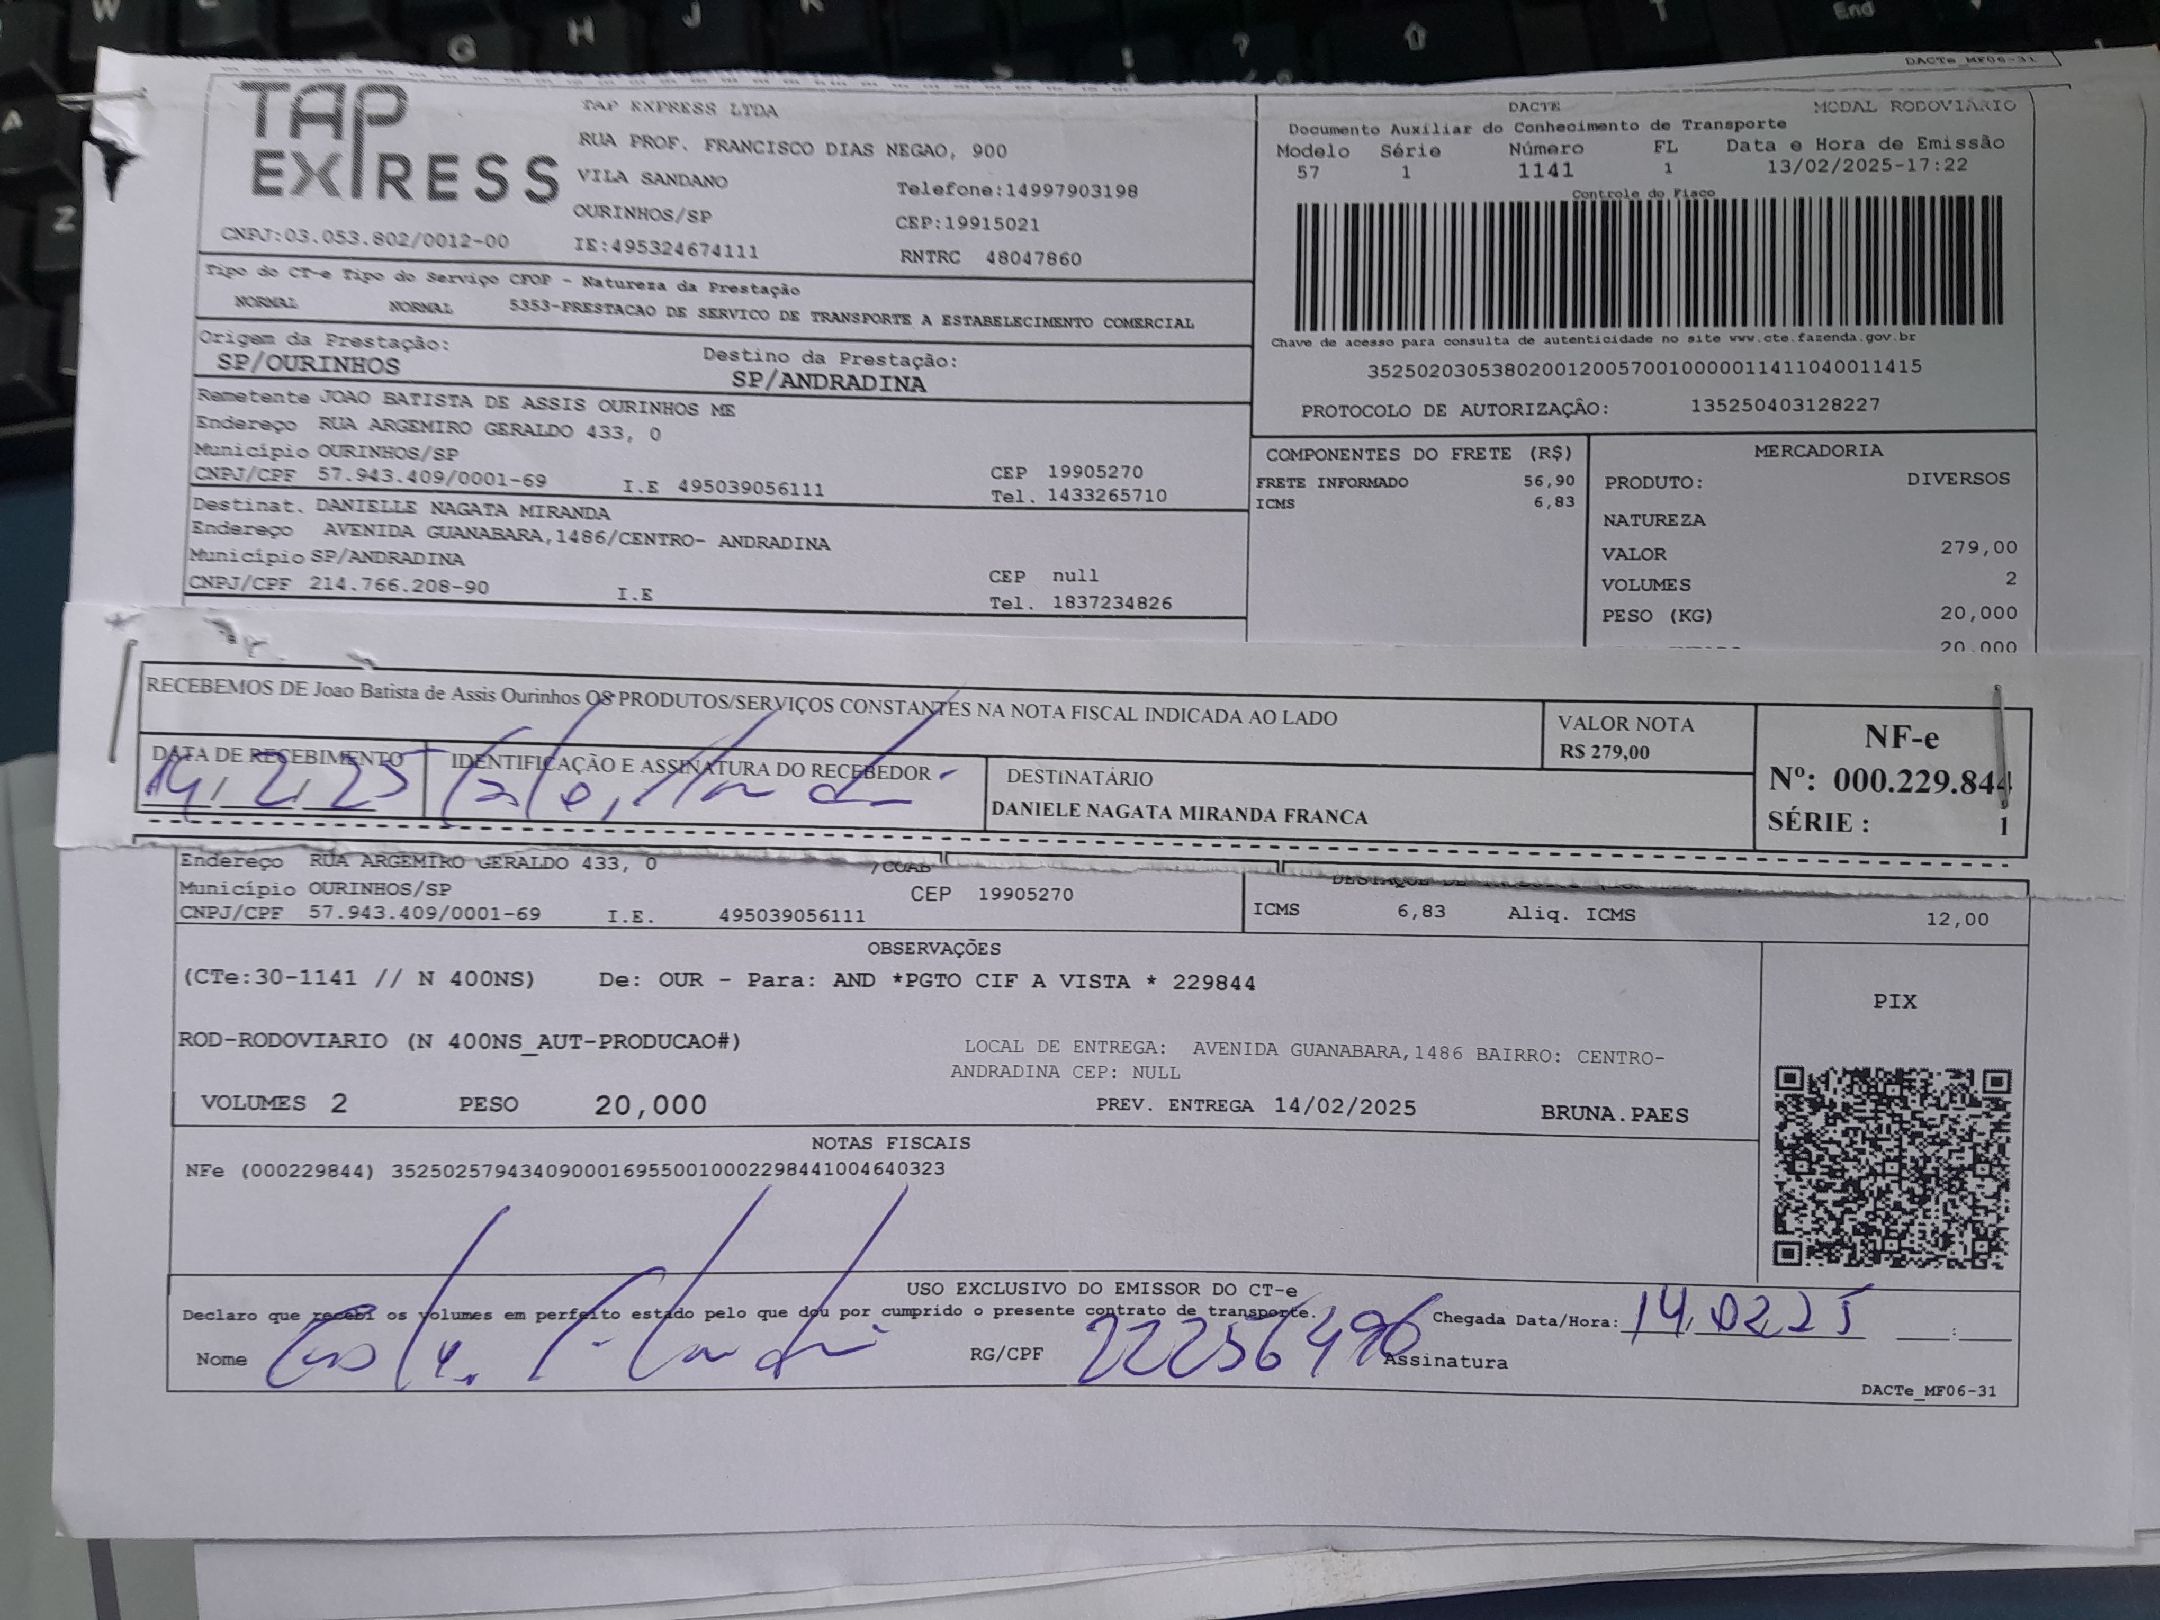 DACTe_MF06-31
TAP EXPRESS
TAP EXPRESS LTDA
RUA PROF. FRANCISCO DIAS NEGAO, 900
VILA SANDANO
Telefone:14997903198
OURINHOS/SP
CEP:19915021
CNPJ:03.053.802/0012-00
IE:495324674111
RNTRC 48047860
DACTE
MODAL RODOVIARIO
Documento Auxiliar do Conhecimento de Transporte
Modelo Série Número FL Data e Hora de Emissão
57 1 1141 1 13/02/2025-17:22
Controle do Fisco
Chave de acesso para consulta de autenticidade no site www.cte.fazenda.gov.br
35250203053802001200570010000011411040011415
PROTOCOLO DE AUTORIZAÇÃO: 135250403128227
Tipo do CT-e Tipo do Serviço CFOP - Natureza da Prestação
NORMAL NORMAL 5353-PRESTACAO DE SERVICO DE TRANSPORTE A ESTABELECIMENTO COMERCIAL
Origem da Prestação:
SP/OURINHOS
Destino da Prestação:
SP/ANDRADINA
Remetente JOAO BATISTA DE ASSIS OURINHOS ME
Endereço RUA ARGEMIRO GERALDO 433, 0
Município OURINHOS/SP
CEP 19905270
CNPJ/CPF 57.943.409/0001-69 I.E 495039056111 Tel. 1433265710
Destinat. DANIELLE NAGATA MIRANDA
Endereço AVENIDA GUANABARA,1486/CENTRO- ANDRADINA
Município SP/ANDRADINA
CEP null
CNPJ/CPF 214.766.208-90 I.E Tel. 1837234826
COMPONENTES DO FRETE (R$)
FRETE INFORMADO 56,90
ICMS 6,83
MERCADORIA
PRODUTO: DIVERSOS
NATUREZA
VALOR 279,00
VOLUMES 2
PESO (KG) 20,000
20,000
RECEBEMOS DE Joao Batista de Assis Ourinhos OS PRODUTOS/SERVIÇOS CONSTANTES NA NOTA FISCAL INDICADA AO LADO
VALOR NOTA
R$ 279,00
NF-e
Nº: 000.229.844
SÉRIE : 1
DATA DE RECEBIMENTO
14, 2, 25
IDENTIFICAÇÃO E ASSINATURA DO RECEBEDOR
DESTINATÁRIO
DANIELE NAGATA MIRANDA FRANCA
Endereço RUA ARGEMIRO GERALDO 433, 0
Município OURINHOS/SP
CEP 19905270
CNPJ/CPF 57.943.409/0001-69 I.E. 495039056111
ICMS 6,83 Aliq. ICMS 12,00
OBSERVAÇÕES
(CTe:30-1141 // N 400NS) De: OUR - Para: AND *PGTO CIF A VISTA * 229844
ROD-RODOVIARIO (N 400NS_AUT-PRODUCAO#)
LOCAL DE ENTREGA: AVENIDA GUANABARA,1486 BAIRRO: CENTRO-
ANDRADINA CEP: NULL
VOLUMES 2 PESO 20,000 PREV. ENTREGA 14/02/2025 BRUNA.PAES
PIX
NOTAS FISCAIS
NFe (000229844) 35250257943409000169550010002298441004640323
USO EXCLUSIVO DO EMISSOR DO CT-e
Declaro que recebi os volumes em perfeito estado pelo que dou por cumprido o presente contrato de transporte.
Chegada Data/Hora: 14,02,25 __:__
Nome
RG/CPF 22256496
Assinatura
DACTe_MF06-31